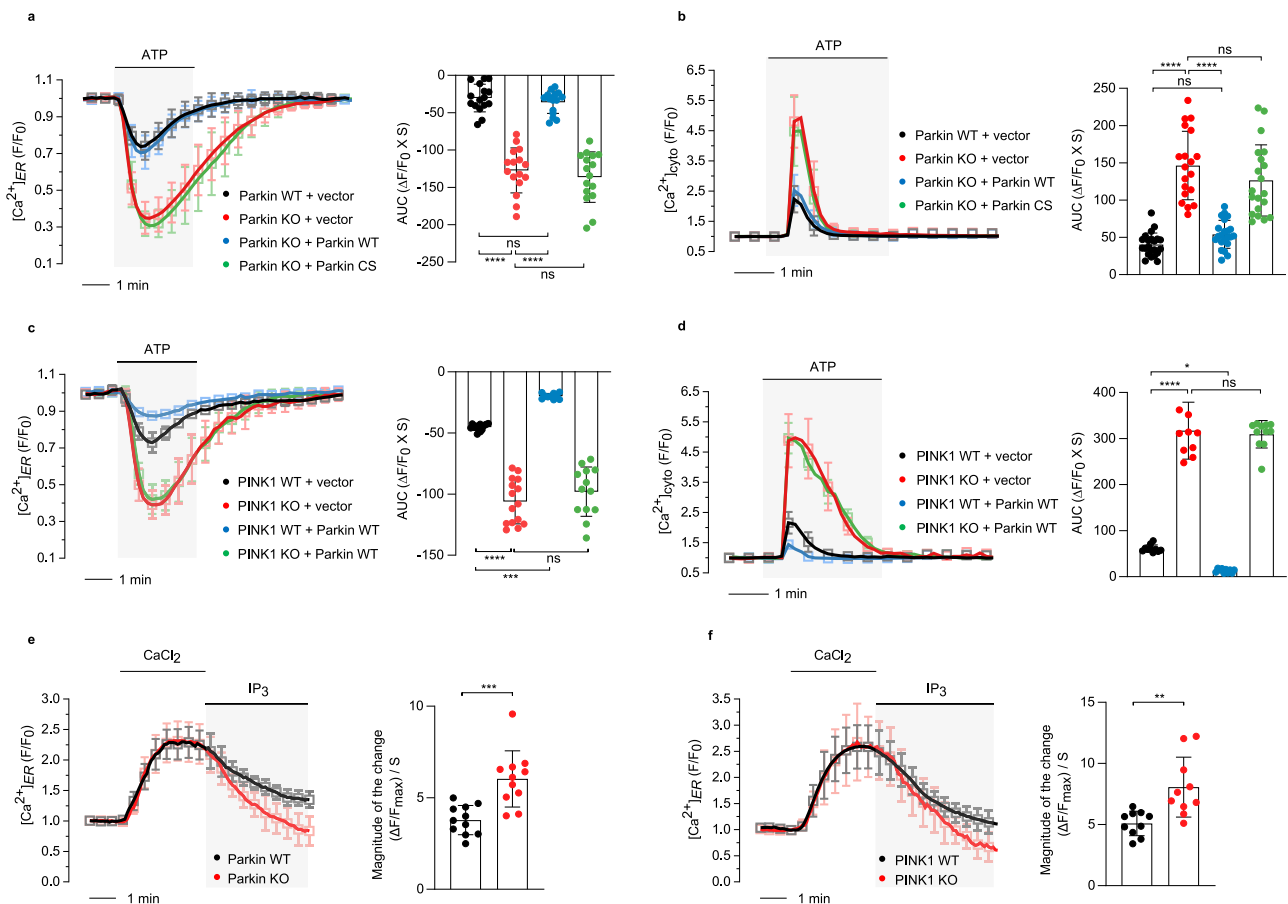 a
ATP
[Ca2+]ER (F/F0)
1.1
1.0
0.9
0.7
0.5
0.3
0.1
Parkin WT + vector
Parkin KO + vector
Parkin KO + Parkin WT
Parkin KO + Parkin CS
1 min
AUC (ΔF/F0 X S)
0
-50
-100
-150
-200
-250
ns
**** ****
ns
b
ATP
[Ca2+]cyto (F/F0)
6.5
5.5
4.5
3.5
2.5
1.5
0.5
Parkin WT + vector
Parkin KO + vector
Parkin KO + Parkin WT
Parkin KO + Parkin CS
1 min
AUC (ΔF/F0 X S)
250
200
150
100
50
0
ns
**** ****
ns
c
ATP
[Ca2+]ER (F/F0)
1.1
1.0
0.9
0.7
0.5
0.3
0.1
PINK1 WT + vector
PINK1 KO + vector
PINK1 WT + Parkin WT
PINK1 KO + Parkin WT
1 min
AUC (ΔF/F0 X S)
0
-50
-100
-150
**** ns
***
d
ATP
[Ca2+]cyto (F/F0)
6.5
5.5
4.5
3.5
2.5
1.5
0.5
PINK1 WT + vector
PINK1 KO + vector
PINK1 WT + Parkin WT
PINK1 KO + Parkin WT
1 min
AUC (ΔF/F0 X S)
400
300
200
100
0
*
**** ns
e
CaCl2
IP3
[Ca2+]ER (F/F0)
3.0
2.5
2.0
1.5
1.0
0.5
0.0
Parkin WT
Parkin KO
1 min
Magnitude of the change
(ΔF/Fmax) / S
10
5
0
***
f
CaCl2
IP3
[Ca2+]ER (F/F0)
3.5
3.0
2.5
2.0
1.5
1.0
0.5
0.0
PINK1 WT
PINK1 KO
1 min
Magnitude of the change
(ΔF/Fmax) / S
15
10
5
0
**